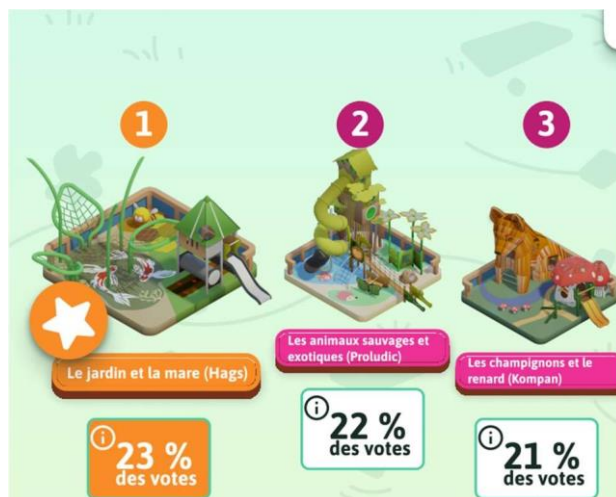 1
2
3
Le jardin et la mare (Hags)
Les animaux sauvages et
exotiques (Proludic)
Les champignons et le
renard (Kompan)
23 %
des votes
22 %
des votes
21 %
des votes